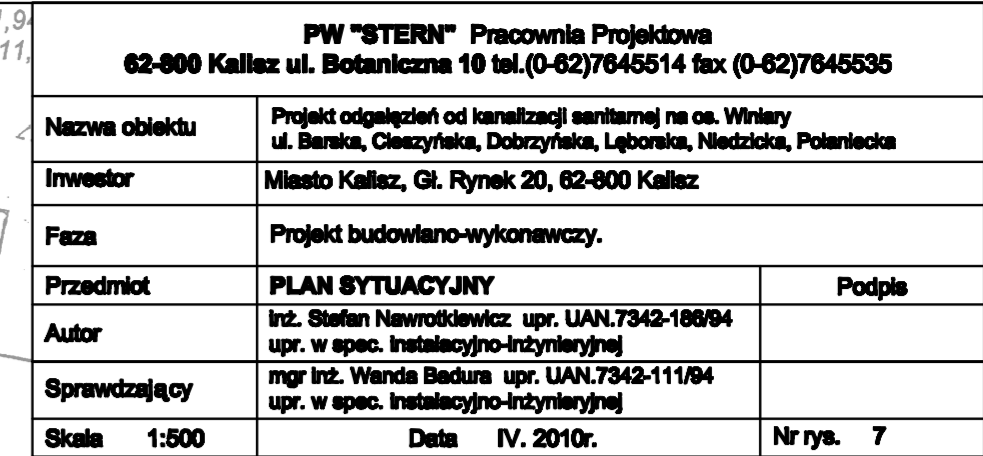 1,94
11,
PW "STERN" Pracownia Projektowa
62-800 Kalisz ul. Botaniczna 10 tel.(0-62)7645514 fax (0-62)7645535
Nazwa obiektu
Projekt odgałęzień od kanalizacji sanitarnej na os. Winiary
ul. Barska, Cieszyńska, Dobrzyńska, Lęborska, Niedzicka, Połaniecka
Inwestor
Miasto Kalisz, Gł. Rynek 20, 62-800 Kalisz
Faza
Projekt budowlano-wykonawczy.
Przedmiot
PLAN SYTUACYJNY
Podpis
Autor
inż. Stefan Nawrotkiewicz upr. UAN.7342-186/94
upr. w spec. instalacyjno-inżynieryjnej
Sprawdzający
mgr inż. Wanda Badura upr. UAN.7342-111/94
upr. w spec. instalacyjno-inżynieryjnej
Skala 1:500
Data IV. 2010r.
Nr rys. 7